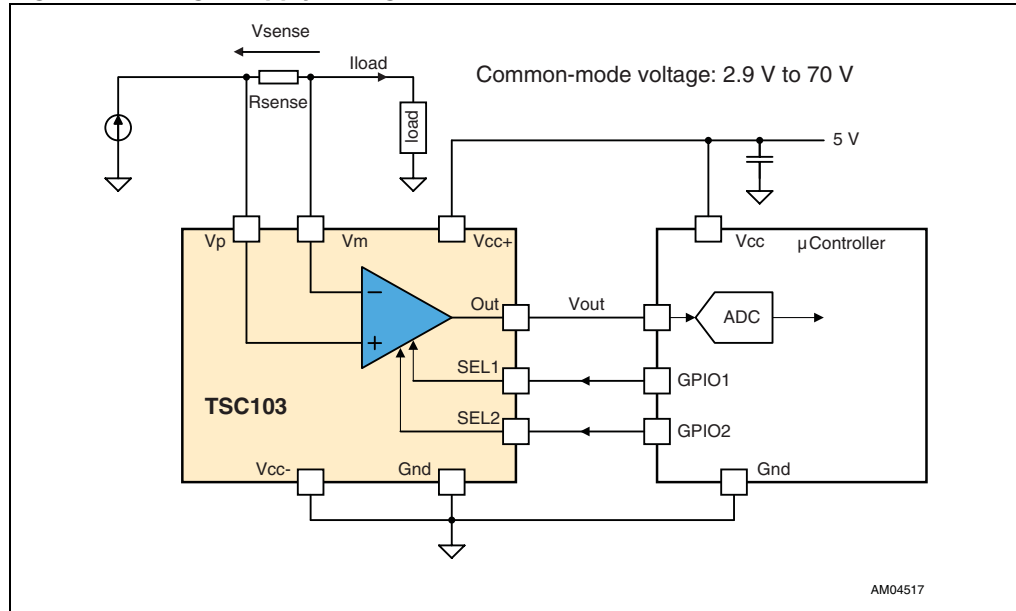 Vsense
Iload
Common-mode voltage: 2.9 V to 70 V
Rsense
load
5 V
Vp
Vm
Vcc+
Vcc
µController
Out
Vout
ADC
SEL1
GPIO1
TSC103
SEL2
GPIO2
Vcc-
Gnd
Gnd
AM04517